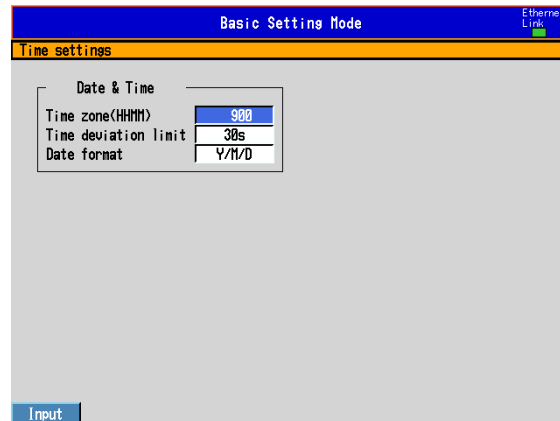 Basic Setting Mode
Etherne
Link
Time settings
Date & Time
Time zone(HHMM) 900
Time deviation limit 30s
Date format Y/M/D
Input